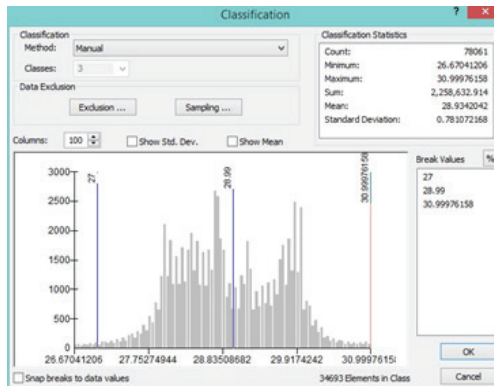 Classification
? ×
Classification
Method: Manual
Classes: 3
Data Exclusion
Exclusion ... Sampling ...
Classification Statistics
Count: 78061
Minimum: 26.67041206
Maximum: 30.99976158
Sum: 2,258,632.914
Mean: 28.9342042
Standard Deviation: 0.781072168
Columns: 100 Show Std. Dev. Show Mean
Break Values %
27
28.99
30.99976158
27
28.99
30.99976158
3000
2500
2000
1500
1000
500
0
26.67041206 27.75274944 28.83508682 29.9174242 30.9997615
Snap breaks to data values
34693 Elements in Class
OK
Cancel